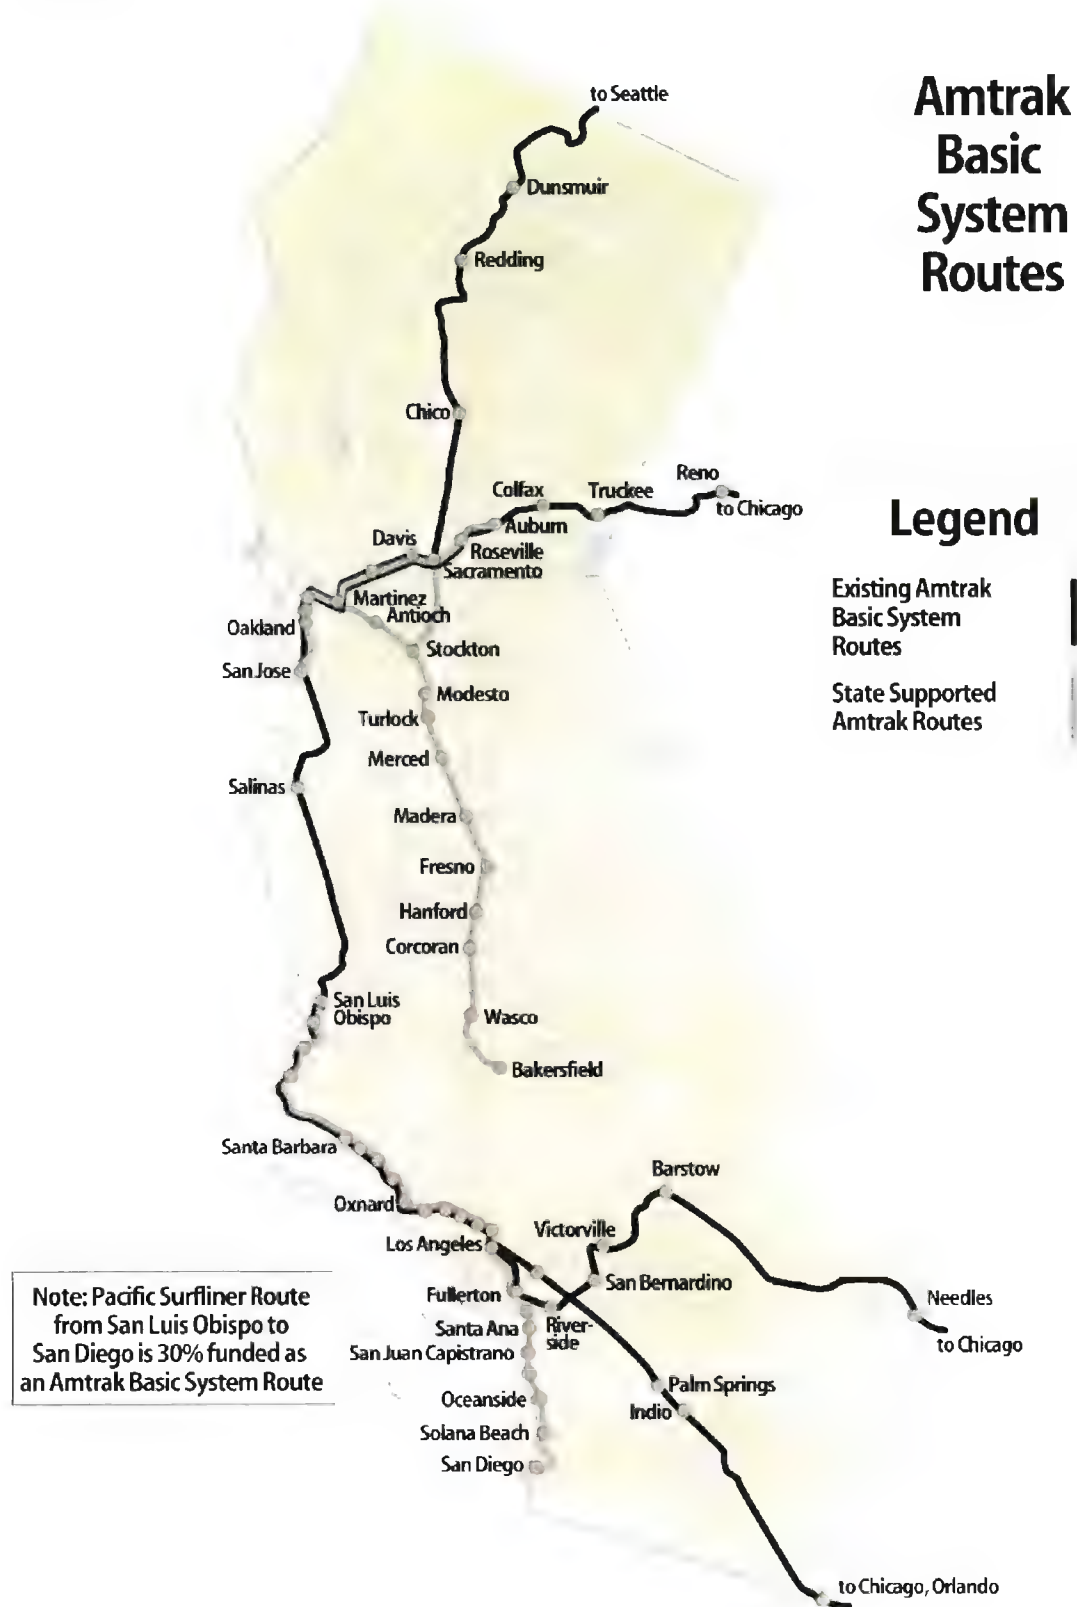 Amtrak
Basic
System
Routes
to Seattle
Dunsmuir
Redding
Chico
Reno
to Chicago
Colfax
Truckee
Auburn
Davis
Roseville
Sacramento
Martinez
Antioch
Oakland
Stockton
San Jose
Modesto
Turlock
Merced
Salinas
Madera
Fresno
Hanford
Corcoran
San Luis
Obispo
Wasco
Bakersfield
Legend
Existing Amtrak
Basic System
Routes
State Supported
Amtrak Routes
Santa Barbara
Barstow
Oxnard
Victorville
Los Angeles
San Bernardino
Fullerton
Needles
to Chicago
River-
side
Santa Ana
San Juan Capistrano
Palm Springs
Oceanside
Indio
Solana Beach
San Diego
to Chicago, Orlando
Note: Pacific Surfliner Route
from San Luis Obispo to
San Diego is 30% funded as
an Amtrak Basic System Route